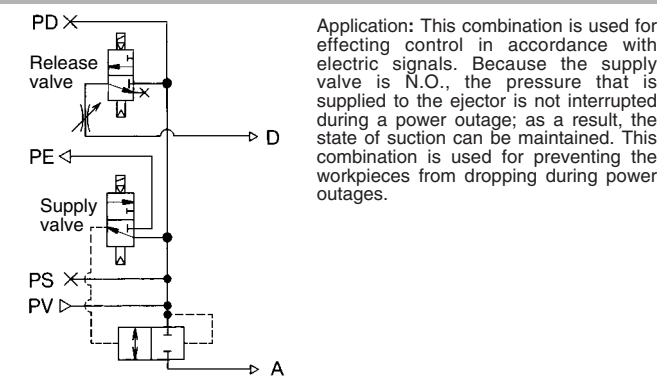 PD
Release
valve
D
PE
Supply
valve
PS
PV
A
Application: This combination is used for
effecting control in accordance with
electric signals. Because the supply
valve is N.O., the pressure that is
supplied to the ejector is not interrupted
during a power outage; as a result, the
state of suction can be maintained. This
combination is used for preventing the
workpieces from dropping during power
outages.